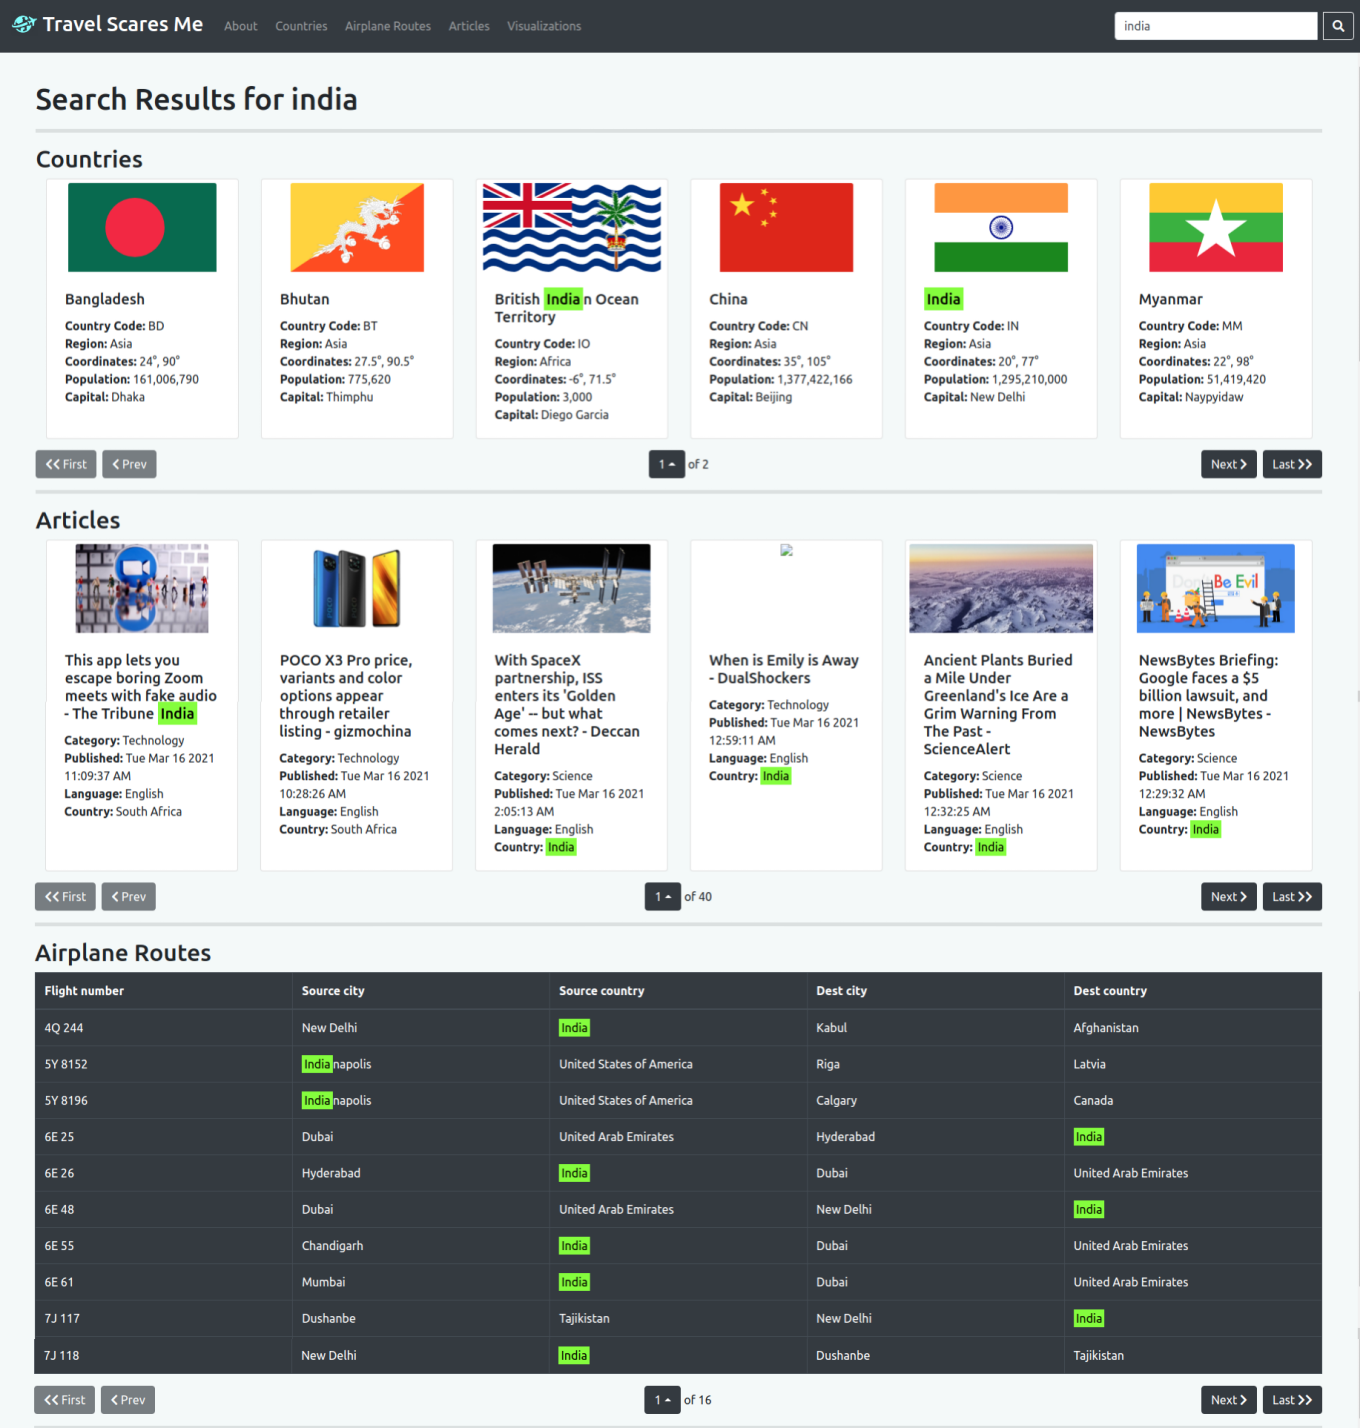 Travel Scares Me About Countries Airplane Routes Articles Visualizations india
Search Results for india
Countries
Bangladesh
Country Code: BD
Region: Asia
Coordinates: 24°, 90°
Population: 161,006,790
Capital: Dhaka
Bhutan
Country Code: BT
Region: Asia
Coordinates: 27.5°, 90.5°
Population: 775,620
Capital: Thimphu
British Indian Ocean
Territory
Country Code: IO
Region: Africa
Coordinates: -6°, 71.5°
Population: 3,000
Capital: Diego Garcia
China
Country Code: CN
Region: Asia
Coordinates: 35°, 105°
Population: 1,377,422,166
Capital: Beijing
India
Country Code: IN
Region: Asia
Coordinates: 20°, 77°
Population: 1,295,210,000
Capital: New Delhi
Myanmar
Country Code: MM
Region: Asia
Coordinates: 22°, 98°
Population: 51,419,420
Capital: Naypyidaw
First Prev 1 of 2 Next Last
Articles
This app lets you
escape boring Zoom
meets with fake audio
- The Tribune India
Category: Technology
Published: Tue Mar 16 2021
11:09:37 AM
Language: English
Country: South Africa
POCO X3 Pro price,
variants and color
options appear
through retailer
listing - gizmochina
Category: Technology
Published: Tue Mar 16 2021
10:28:26 AM
Language: English
Country: South Africa
With SpaceX
partnership, ISS
enters its 'Golden
Age' -- but what
comes next? - Deccan
Herald
Category: Science
Published: Tue Mar 16 2021
2:05:13 AM
Language: English
Country: India
When is Emily is Away
- DualShockers
Category: Technology
Published: Tue Mar 16 2021
12:59:11 AM
Language: English
Country: India
Ancient Plants Buried
a Mile Under
Greenland's Ice Are a
Grim Warning From
The Past -
ScienceAlert
Category: Science
Published: Tue Mar 16 2021
12:32:25 AM
Language: English
Country: India
Be Evil
NewsBytes Briefing:
Google faces a $5
billion lawsuit, and
more | NewsBytes -
NewsBytes
Category: Science
Published: Tue Mar 16 2021
12:29:32 AM
Language: English
Country: India
First Prev 1 of 40 Next Last
Airplane Routes
Flight number Source city Source country Dest city Dest country
4Q 244 New Delhi India Kabul Afghanistan
5Y 8152 Indianapolis United States of America Riga Latvia
5Y 8196 Indianapolis United States of America Calgary Canada
6E 25 Dubai United Arab Emirates Hyderabad India
6E 26 Hyderabad India Dubai United Arab Emirates
6E 48 Dubai United Arab Emirates New Delhi India
6E 55 Chandigarh India Dubai United Arab Emirates
6E 61 Mumbai India Dubai United Arab Emirates
7J 117 Dushanbe Tajikistan New Delhi India
7J 118 New Delhi India Dushanbe Tajikistan
First Prev 1 of 16 Next Last